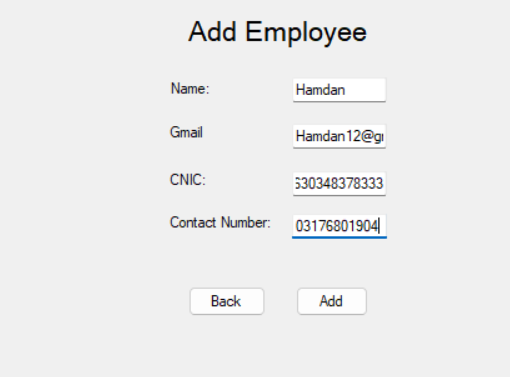 Add Employee
Name: Hamdan
Gmail Hamdan12@g
CNIC: 630348378333
Contact Number: 03176801904
Back Add